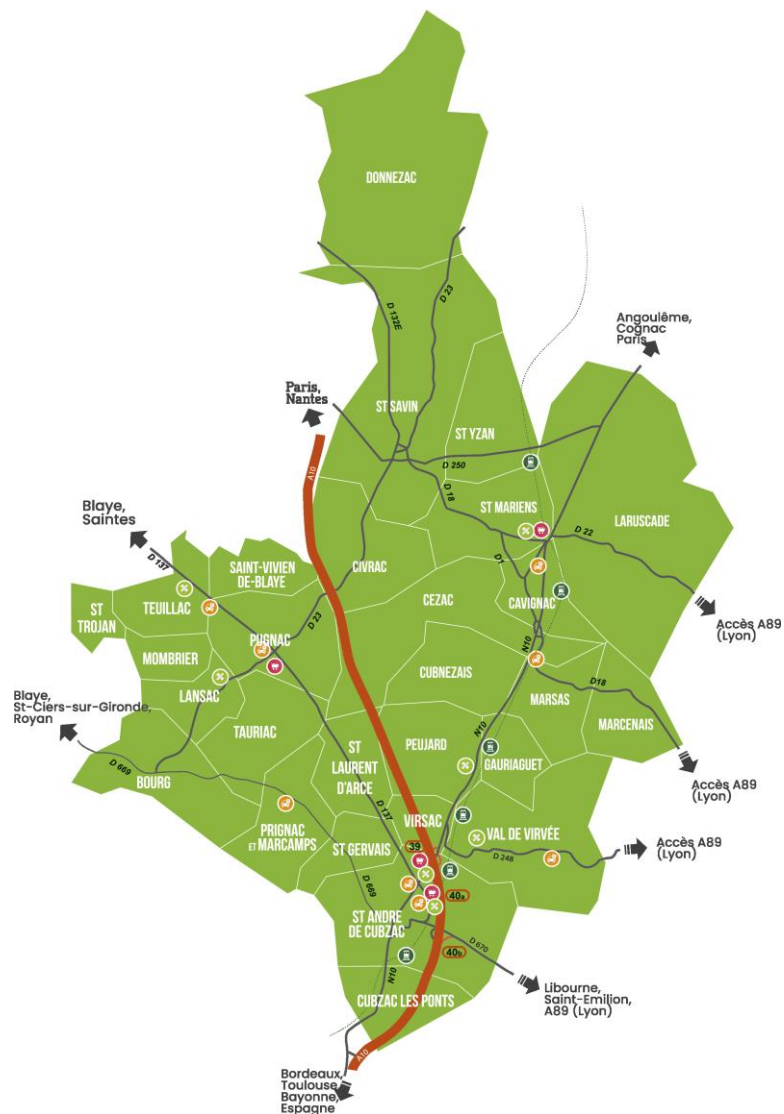 DONNEZAC
D 132E
D 23
Angoulême,
Cognac
Paris
Paris,
Nantes
ST SAVIN
ST YZAN
A10
D 250
D 18
ST MARIENS
LARUSCADE
D 22
Blaye,
Saintes
D 137
SAINT-VIVIEN
DE-BLAYE
CIVRAC
D1
CEZAC
CAVIGNAC
ST
TROJAN
TEUILLAC
D 23
Accès A89
(Lyon)
PUGNAC
N10
MOMBRIER
CUBNEZAIS
LANSAC
MARSAS
D18
Blaye,
St-Ciers-sur-Gironde,
Royan
MARCENAIS
TAURIAC
ST
LAURENT
D'ARCE
PEUJARD
N10
GAURIAGUET
D 669
BOURG
Accès A89
(Lyon)
PRIGNAC
ET MARCAMPS
D 137
VIRSAC
VAL DE VIRVÉE
Accès A89
(Lyon)
ST GERVAIS
39
D 248
D 669
40a
ST ANDRE
DE CUBZAC
D 670
40b
N10
CUBZAC LES PONTS
Libourne,
Saint-Emilion,
A89 (Lyon)
A10
Bordeaux,
Toulouse
Bayonne,
Espagne